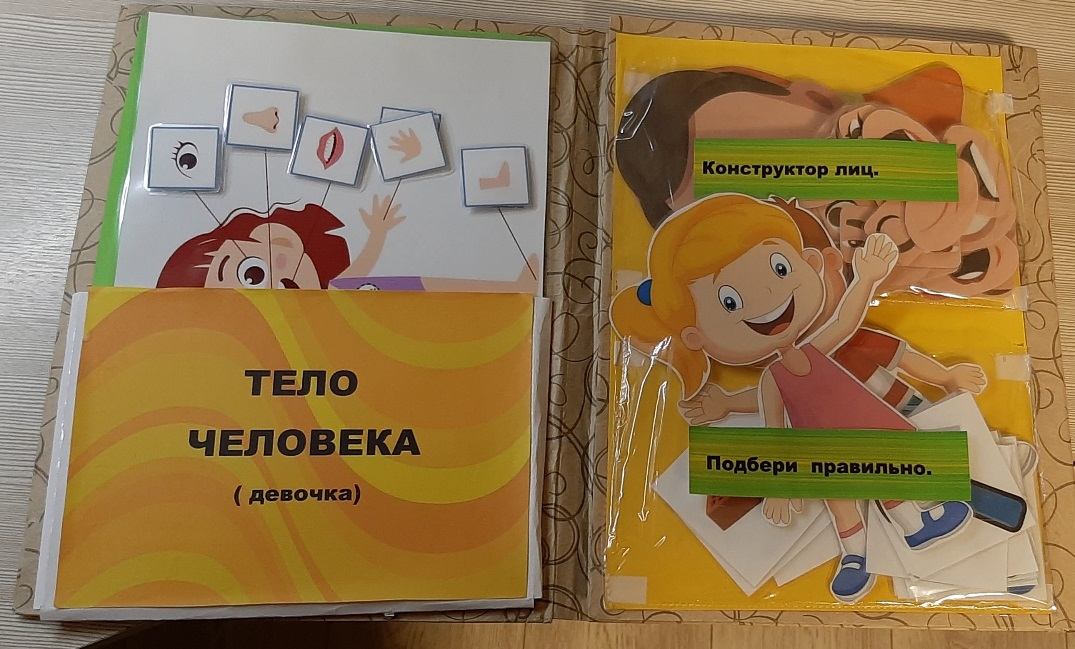 ТЕЛО
ЧЕЛОВЕКА
( девочка)
Конструктор лиц.
Подбери правильно.